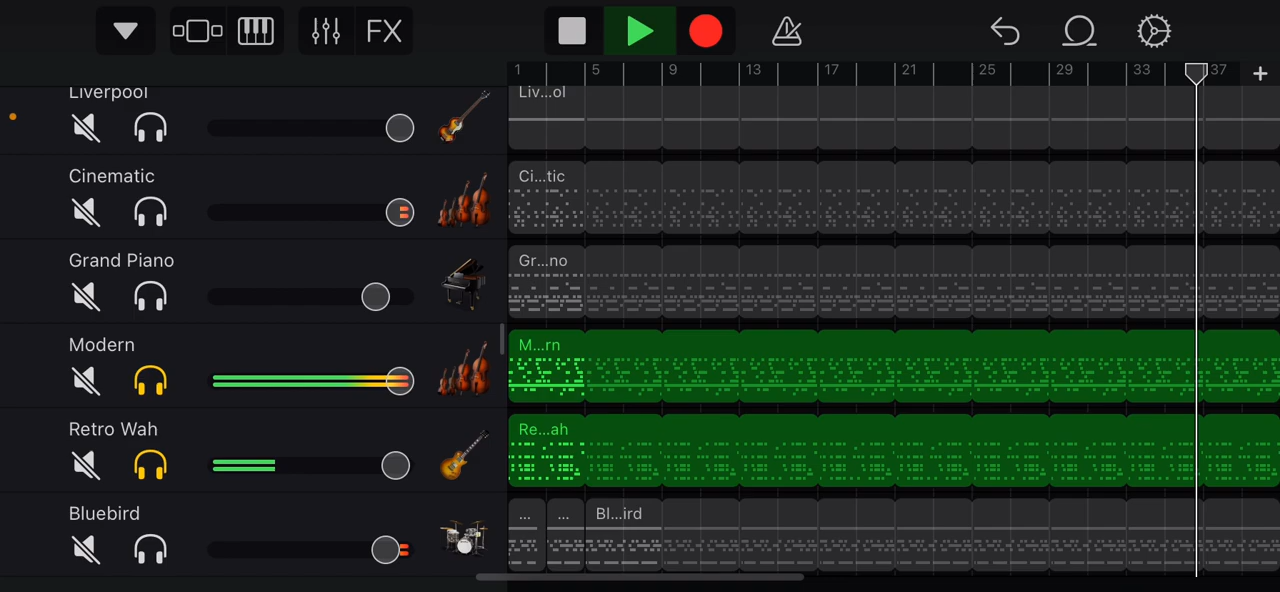 FX
1 5 9 13 17 21 25 29 33 37 +
Liverpool
Liv...ol
Cinematic
Ci...tic
Grand Piano
Gr...no
Modern
M...rn
Retro Wah
Re...ah
Bluebird
... ... Bl...ird